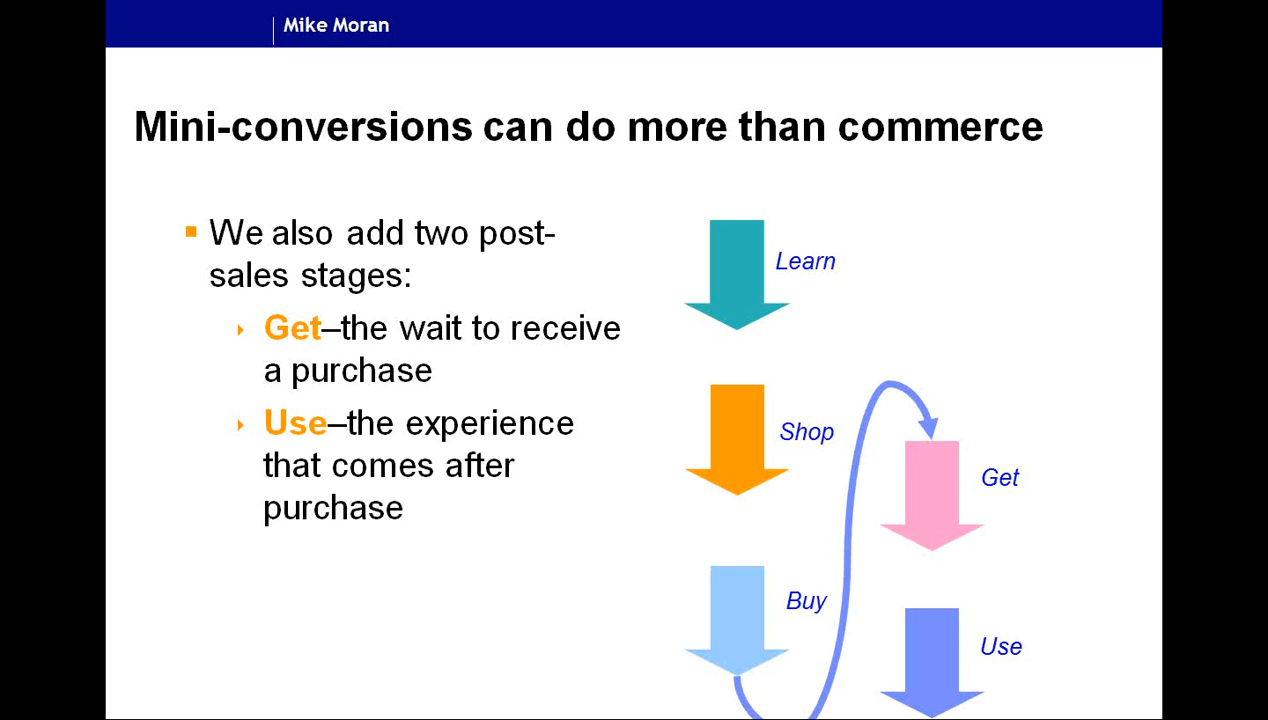 Mike Moran
Mini-conversions can do more than commerce
We also add two post-
sales stages:
Get–the wait to receive
a purchase
Use–the experience
that comes after
purchase
Learn
Shop
Buy
Get
Use